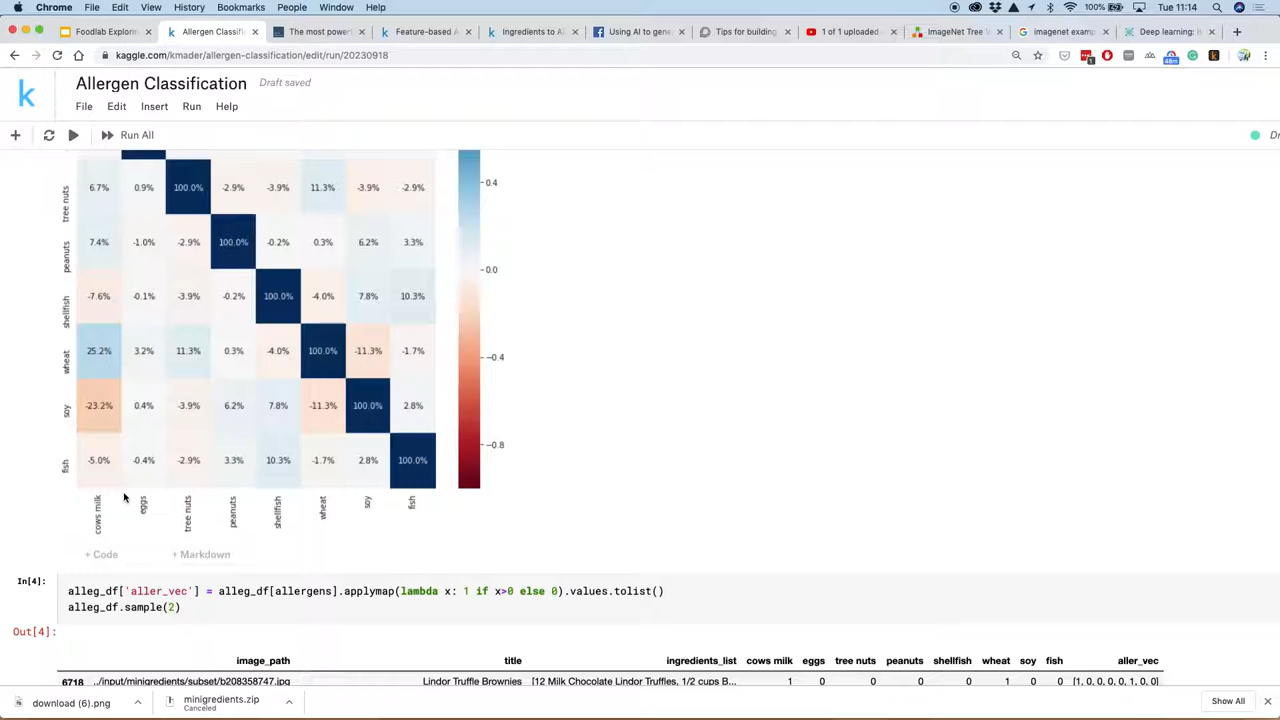 Chrome File Edit View History Bookmarks People Window Help 100% Tue 11:14
Foodlab Explorin Allergen Classifi The most powerf Feature-based A Ingredients to Al Facebook Using AI to gene Tips for building 1 of 1 uploaded ImageNet Tree V imagenet examp Deep learning:
kaggle.com/kmader/allergen-classification/edit/run/20230918
Allergen Classification Draft saved
File Edit Insert Run Help
Run All
tree nuts 6.7% 0.9% 100.0% -2.9% -3.9% 11.3% -3.9% -2.9% 0.4
peanuts 7.4% -1.0% -2.9% 100.0% -0.2% 0.3% 6.2% 3.3% 0.0
shellfish -7.6% -0.1% -3.9% -0.2% 100.0% -4.0% 7.8% 10.3%
wheat 25.2% 3.2% 11.3% 0.3% -4.0% 100.0% -11.3% -1.7% -0.4
soy -23.2% 0.4% -3.9% 6.2% 7.8% -11.3% 100.0% 2.8%
fish -5.0% -0.4% -2.9% 3.3% 10.3% -1.7% 2.8% 100.0% -0.8
cows milk eggs tree nuts peanuts shellfish wheat soy fish
+ Code + Markdown
In[4]:
alleg_df['aller_vec'] = alleg_df[allergens].applymap(lambda x: 1 if x>0 else 0).values.tolist()
alleg_df.sample(2)
Out[4]:
image_path title ingredients_list cows milk eggs tree nuts peanuts shellfish wheat soy fish aller_vec
6718 ../input/minigredients/subset/b208358747.jpg Lindor Truffle Brownies [12 Milk Chocolate Lindor Truffles, 1/2 cups B... 1 0 0 0 0 1 0 0 [1, 0, 0, 0, 0, 1, 0, 0]
download (6).png minigredients.zip Show All
Canceled